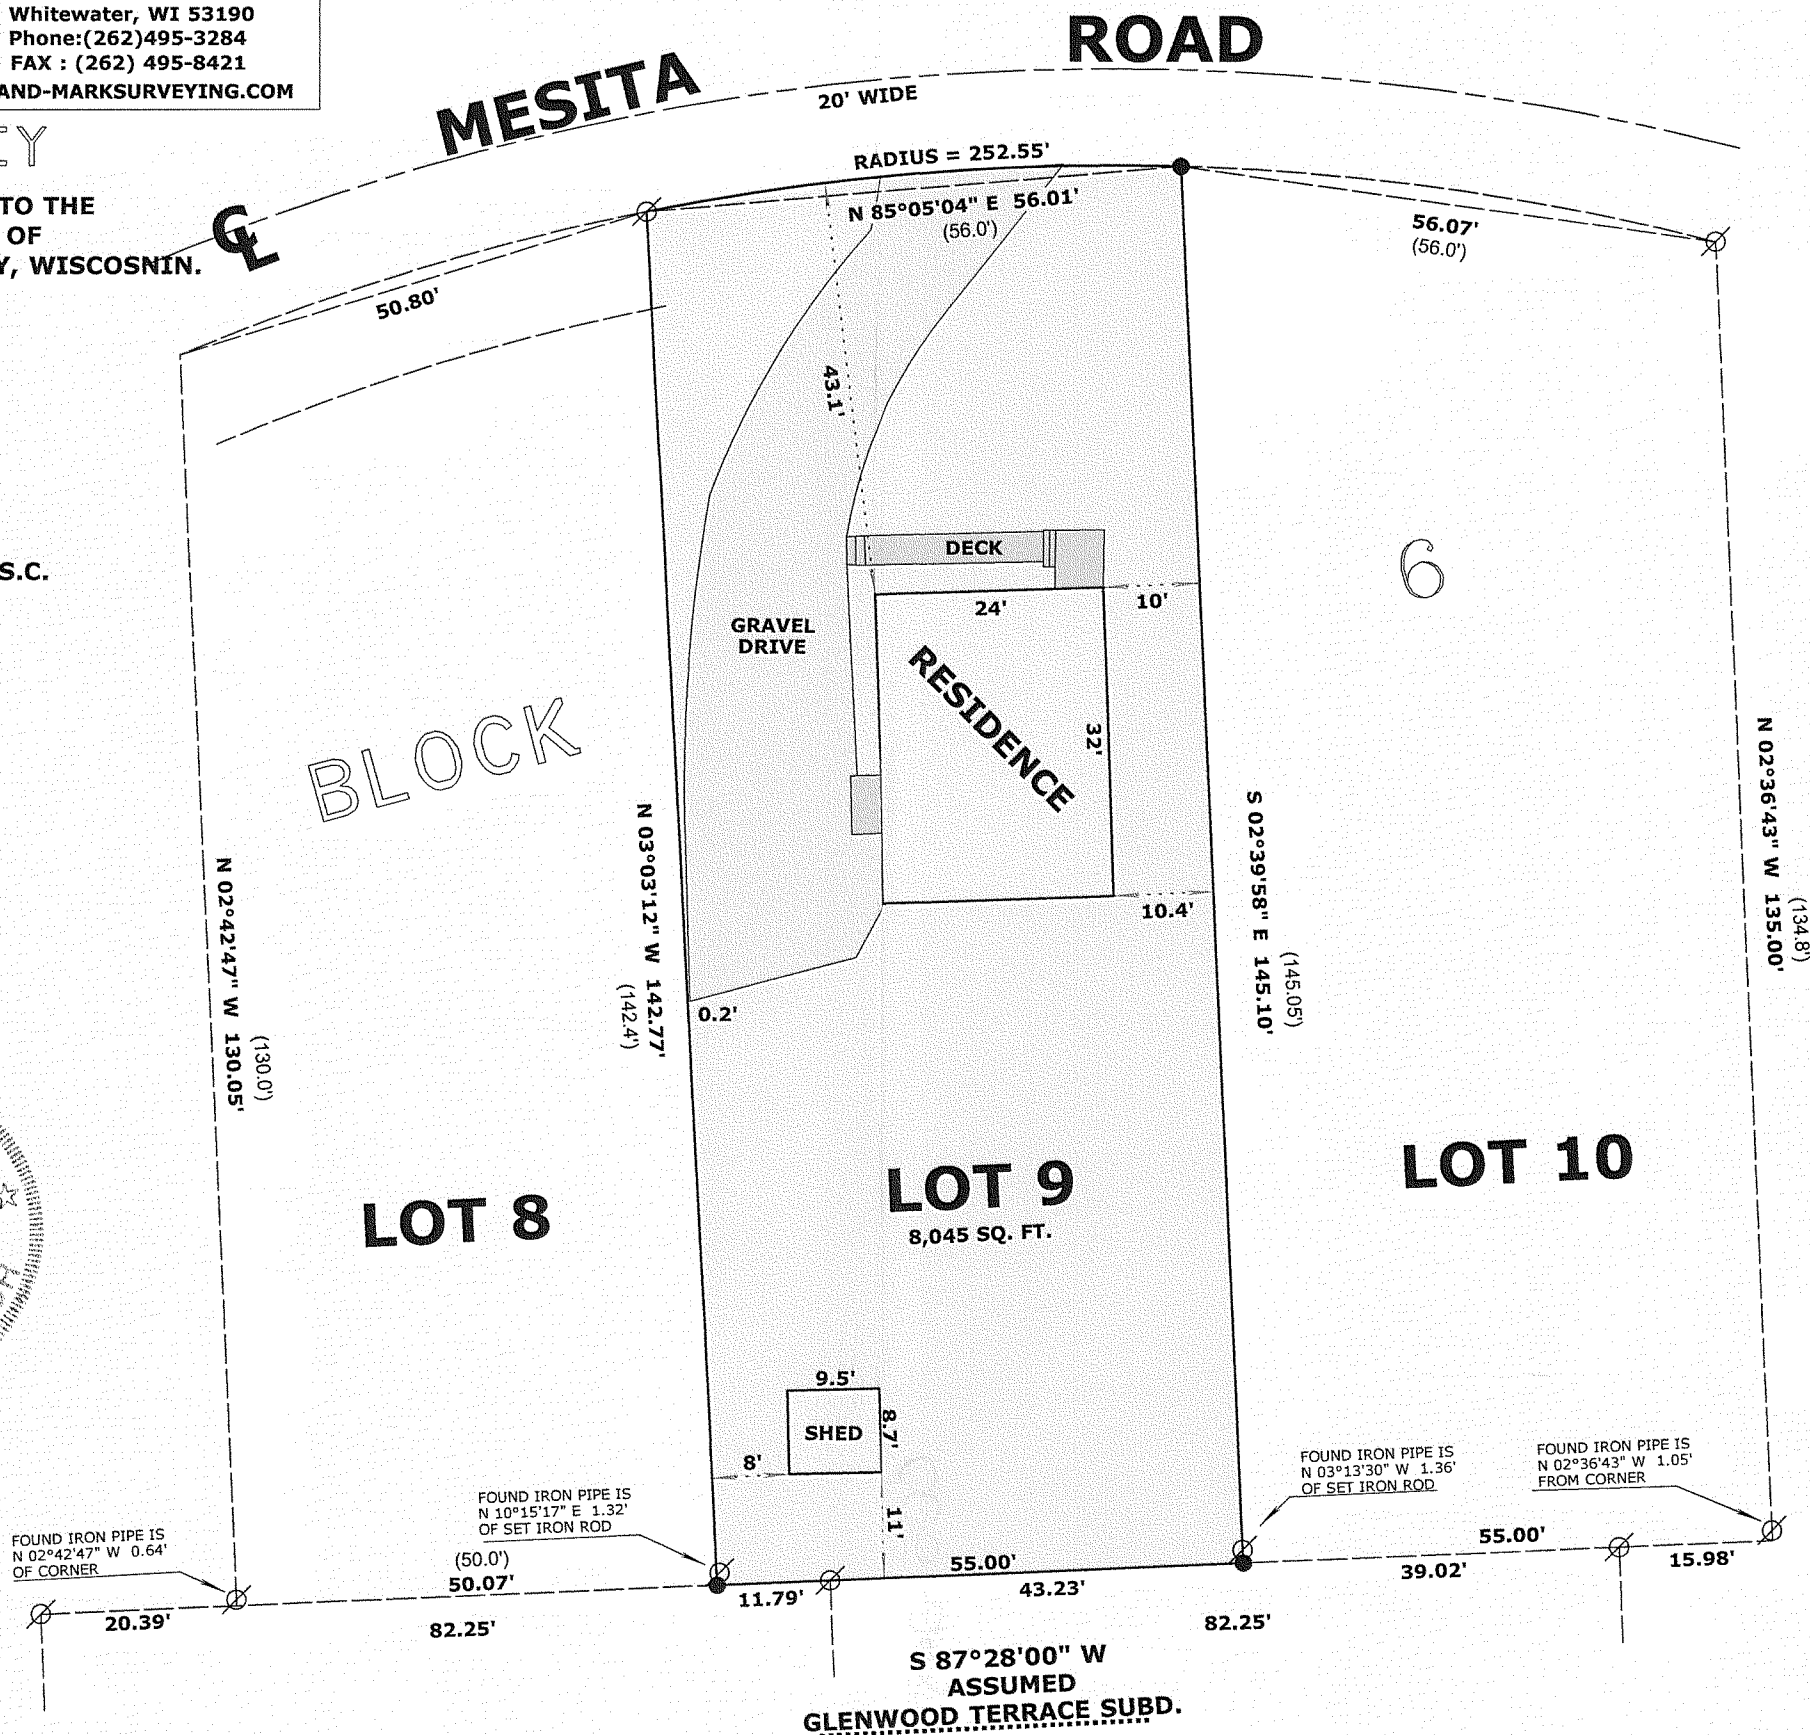 Whitewater, WI 53190
Phone:(262)495-3284
FAX : (262) 495-8421
AND-MARKSURVEYING.COM
TO THE
OF
Y, WISCOSNIN.
S.C.
MESITA ROAD
20' WIDE
CL
RADIUS = 252.55'
N 85°05'04" E 56.01'
(56.0')
56.07'
(56.0')
50.80'
43.1'
DECK
24'
10'
GRAVEL
DRIVE
RESIDENCE
32'
10.4'
6
BLOCK
N 02°42'47" W 130.05'
(130.0')
N 03°03'12" W 142.77'
(142.4')
0.2'
S 02°39'58" E 145.10'
(145.05')
N 02°36'43" W 135.00'
(134.8')
LOT 8
LOT 9
8,045 SQ. FT.
LOT 10
9.5'
SHED
8.7'
8'
11'
FOUND IRON PIPE IS
N 02°42'47" W 0.64'
OF CORNER
FOUND IRON PIPE IS
N 10°15'17" E 1.32'
OF SET IRON ROD
FOUND IRON PIPE IS
N 03°13'30" W 1.36'
OF SET IRON ROD
FOUND IRON PIPE IS
N 02°36'43" W 1.05'
FROM CORNER
(50.0')
50.07'
55.00'
55.00'
20.39'
82.25'
11.79'
43.23'
82.25'
39.02'
15.98'
S 87°28'00" W
ASSUMED
GLENWOOD TERRACE SUBD.